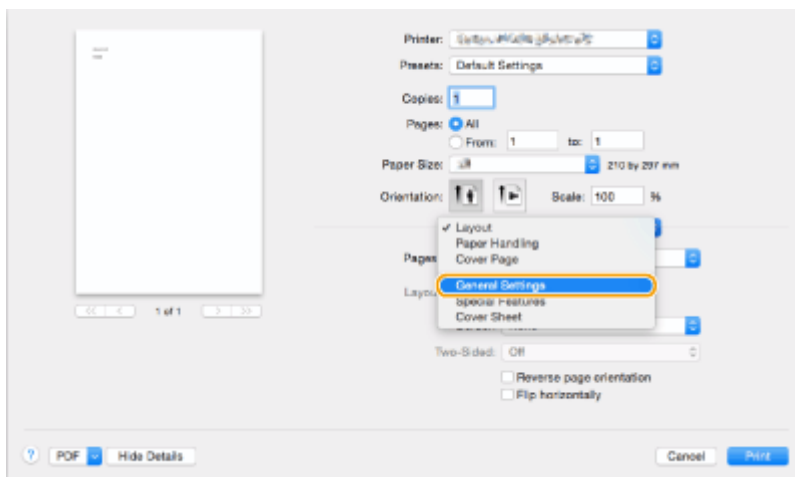 Printer:
Presets: Default Settings
Copies: 1
Pages: All
From: 1 to: 1
Paper Size: 210 by 297 mm
Orientation: Scale: 100 %
✓ Layout
Paper Handling
Pages Cover Page
General Settings
Layou
Special Features
Cover Sheet
1 of 1
Two-Sided: Off
Reverse page orientation
Flip horizontally
? PDF Hide Details Cancel Print